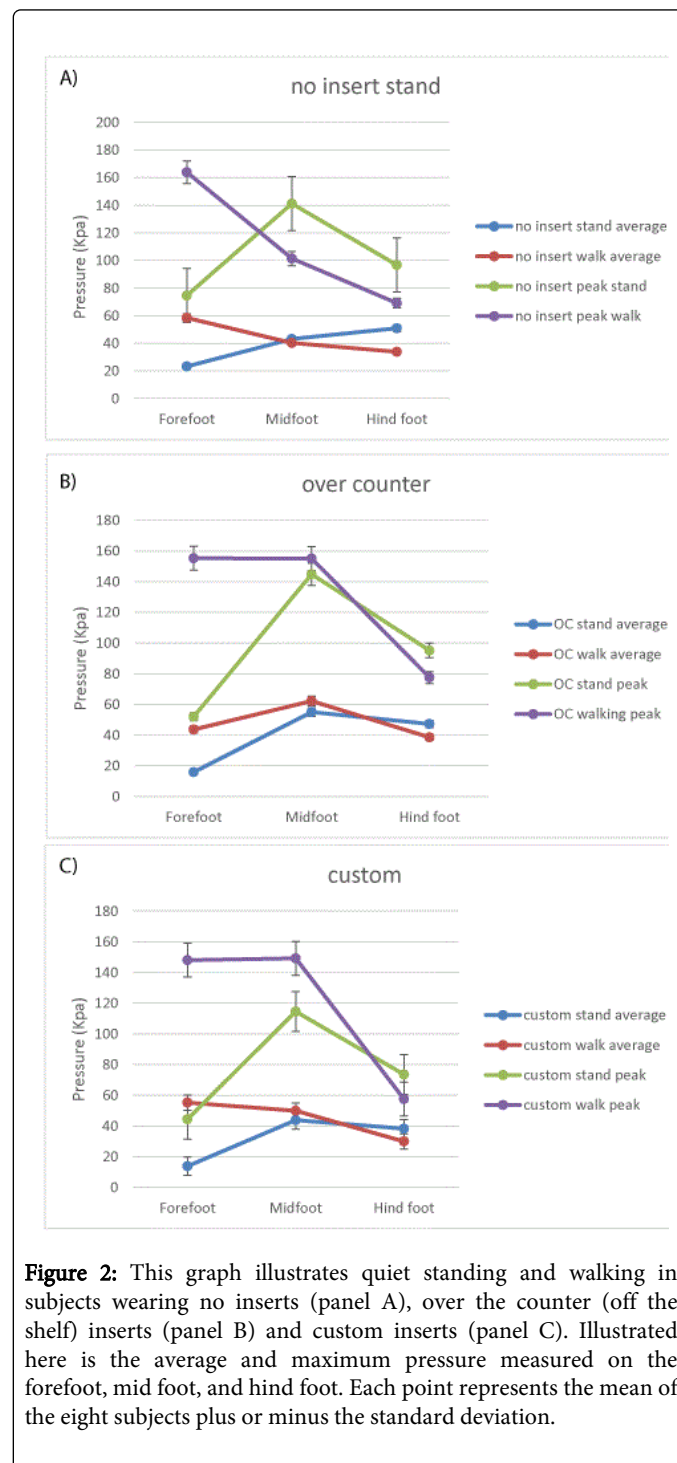 A)
no insert stand
200
180
160
140
120
100
80
60
40
20
0
Pressure (Kpa)
Forefoot Midfoot Hind foot
no insert stand average
no insert walk average
no insert peak stand
no insert peak walk
B)
over counter
180
160
140
120
100
80
60
40
20
0
Pressure (Kpa)
Forefoot Midfoot Hind foot
OC stand average
OC walk average
OC stand peak
OC walking peak
C)
custom
180
160
140
120
100
80
60
40
20
0
Pressure (Kpa)
Forefoot Midfoot Hind foot
custom stand average
custom walk average
custom stand peak
custom walk peak
Figure 2: This graph illustrates quiet standing and walking in
subjects wearing no inserts (panel A), over the counter (off the
shelf) inserts (panel B) and custom inserts (panel C). Illustrated
here is the average and maximum pressure measured on the
forefoot, mid foot, and hind foot. Each point represents the mean of
the eight subjects plus or minus the standard deviation.